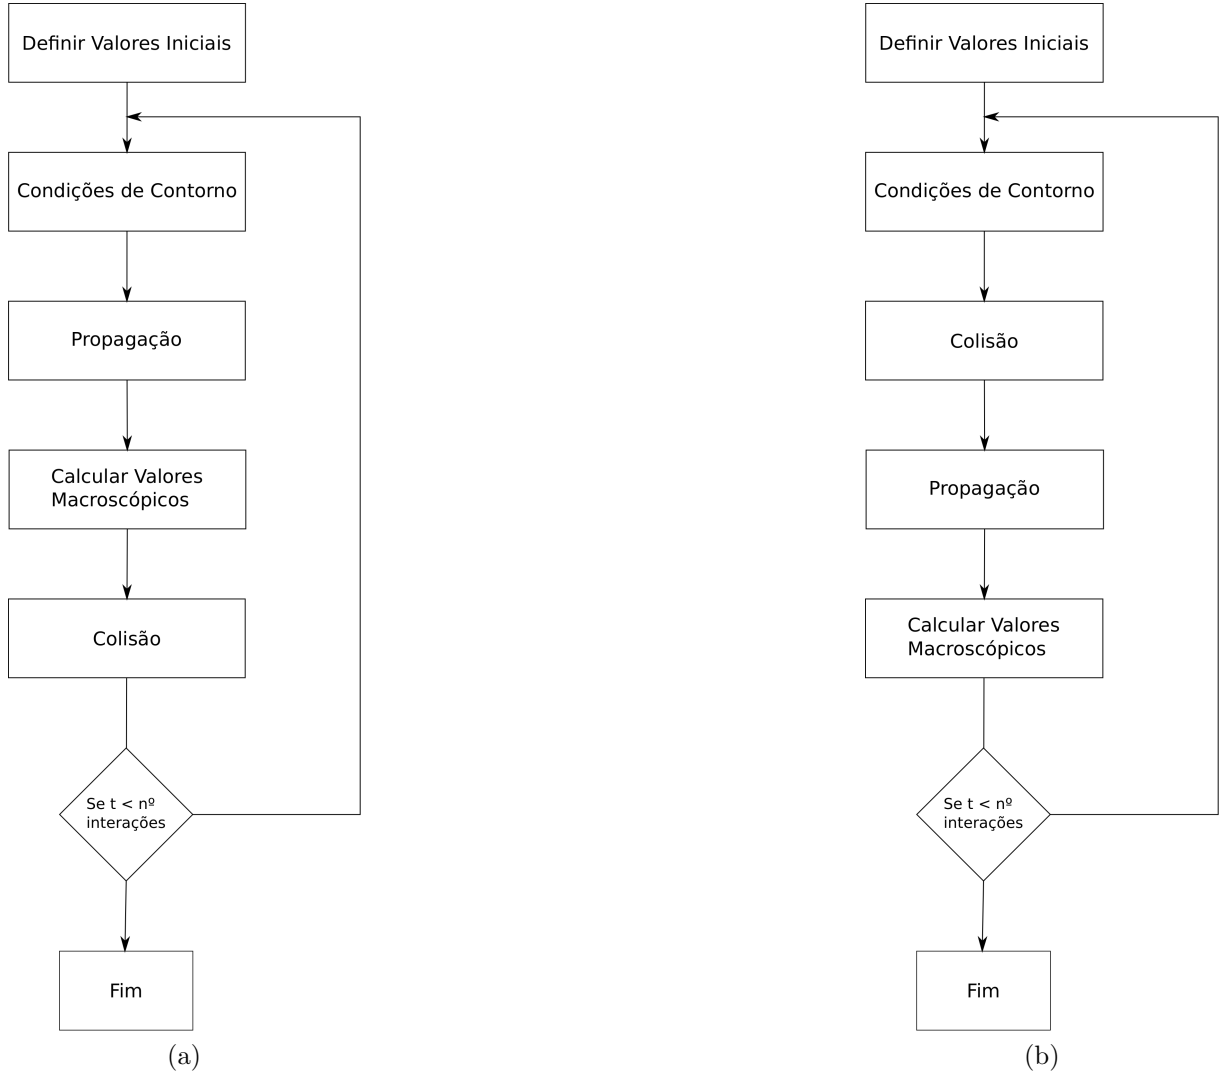 Definir Valores Iniciais
Condições de Contorno
Propagação
Calcular Valores
Macroscópicos
Colisão
Se t < nº
interações
Fim
(a)
Definir Valores Iniciais
Condições de Contorno
Colisão
Propagação
Calcular Valores
Macroscópicos
Se t < nº
interações
Fim
(b)